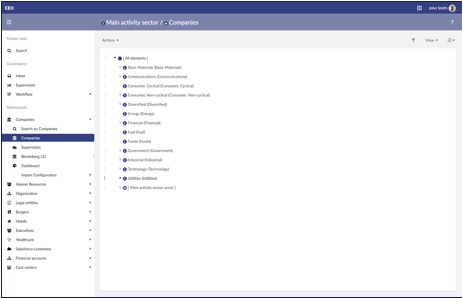 EBX
John Smith
Main activity sector / Companies
Master data
Search
Governance
Inbox
Supervision
Workflow
Referentials
Companies
Search on Companies
Companies
Supervision
Bloomberg LEI
Dashboard
Import Configuration
Human Resources
Organization
Legal entities
Burgers
Hotels
Executives
Healthcare
Salesforce customers
Financial accounts
Cost centers
Actions
View
[ All elements ]
Basic Materials (Basic Materials)
Communications (Communications)
Consumer, Cyclical (Consumer, Cyclical)
Consumer, Non-cyclical (Consumer, Non-cyclical)
Diversified (Diversified)
Energy (Energy)
Financial (Financial)
Fuel (Fuel)
Funds (Funds)
Government (Government)
Industrial (Industrial)
Technology (Technology)
Utilities (Utilities)
[ Main activity sector unset ]